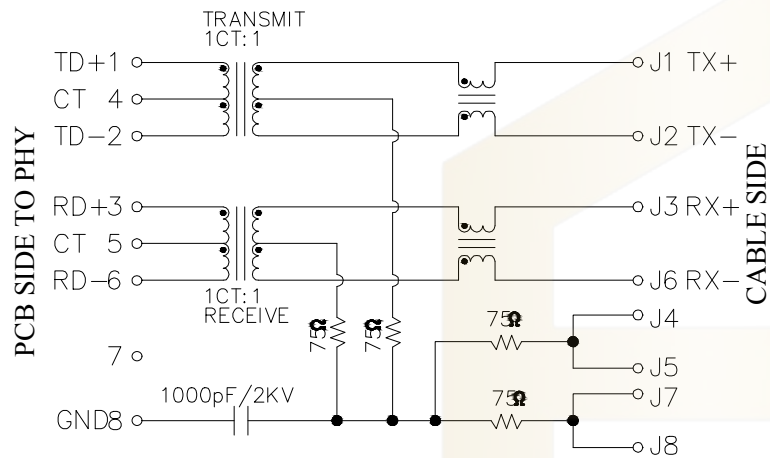 TRANSMIT
1CT:1
TD+1
J1 TX+
CT 4
TD-2
J2 TX-
PCB SIDE TO PHY
CABLE SIDE
RD+3
J3 RX+
CT 5
RD-6
J6 RX-
1CT:1
RECEIVE
75Ω
75Ω
75Ω
J4
7
J5
1000pF/2KV
75Ω
J7
GND8
J8